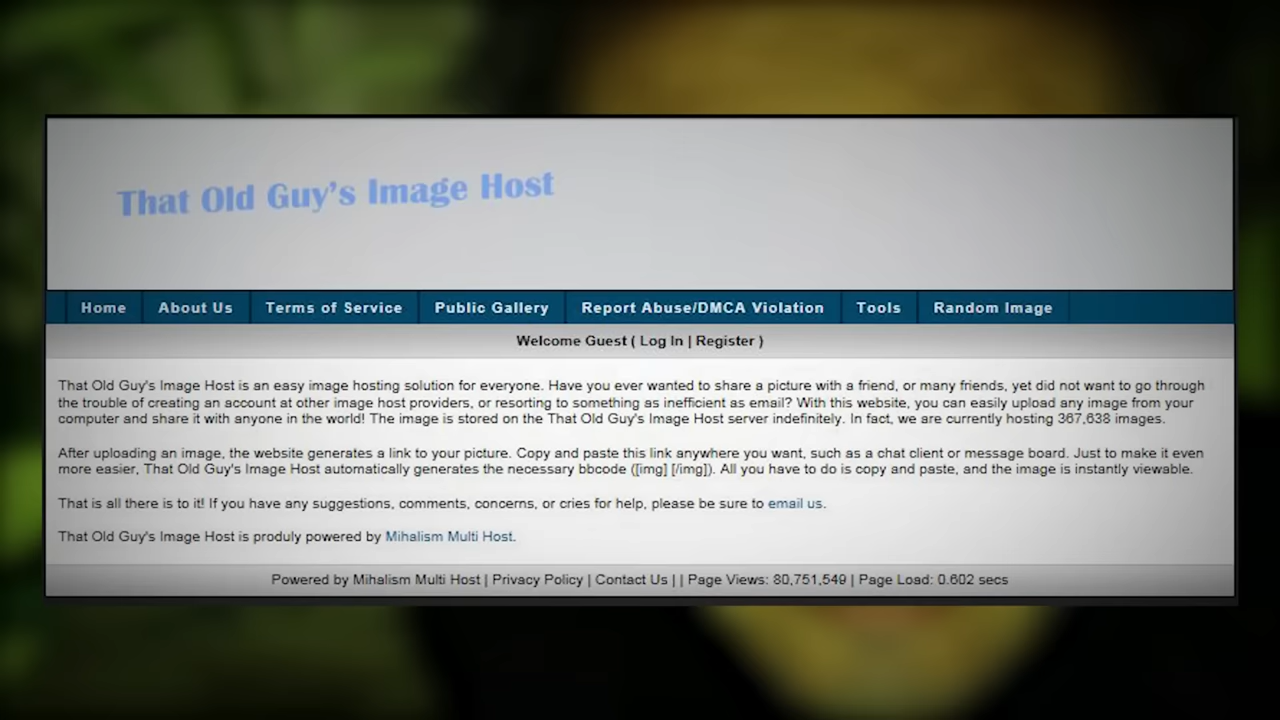 That Old Guy's Image Host
Home About Us Terms of Service Public Gallery Report Abuse/DMCA Violation Tools Random Image
Welcome Guest ( Log In | Register )
That Old Guy's Image Host is an easy image hosting solution for everyone. Have you ever wanted to share a picture with a friend, or many friends, yet did not want to go through
the trouble of creating an account at other image host providers, or resorting to something as inefficient as email? With this website, you can easily upload any image from your
computer and share it with anyone in the world! The image is stored on the That Old Guy's Image Host server indefinitely. In fact, we are currently hosting 367,638 images.
After uploading an image, the website generates a link to your picture. Copy and paste this link anywhere you want, such as a chat client or message board. Just to make it even
more easier, That Old Guy's Image Host automatically generates the necessary bbcode ([img] [/img]). All you have to do is copy and paste, and the image is instantly viewable.
That is all there is to it! If you have any suggestions, comments, concerns, or cries for help, please be sure to email us.
That Old Guy's Image Host is produly powered by Mihalism Multi Host.
Powered by Mihalism Multi Host | Privacy Policy | Contact Us | | Page Views: 80,751,549 | Page Load: 0.602 secs